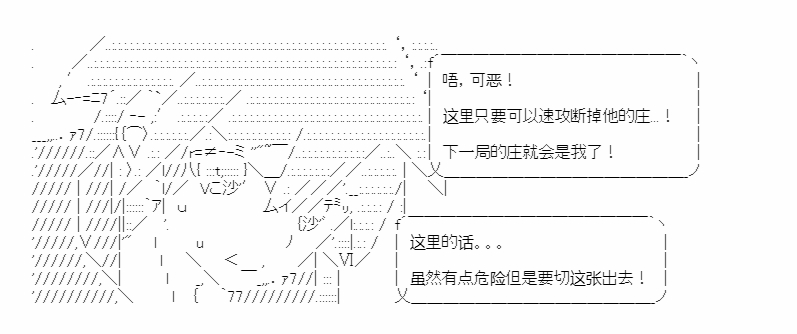 唔，可恶！
这里只要可以速攻断掉他的庄...！
下一局的庄就会是我了！
这里的话。。。
虽然有点危险但是要切这张出去！